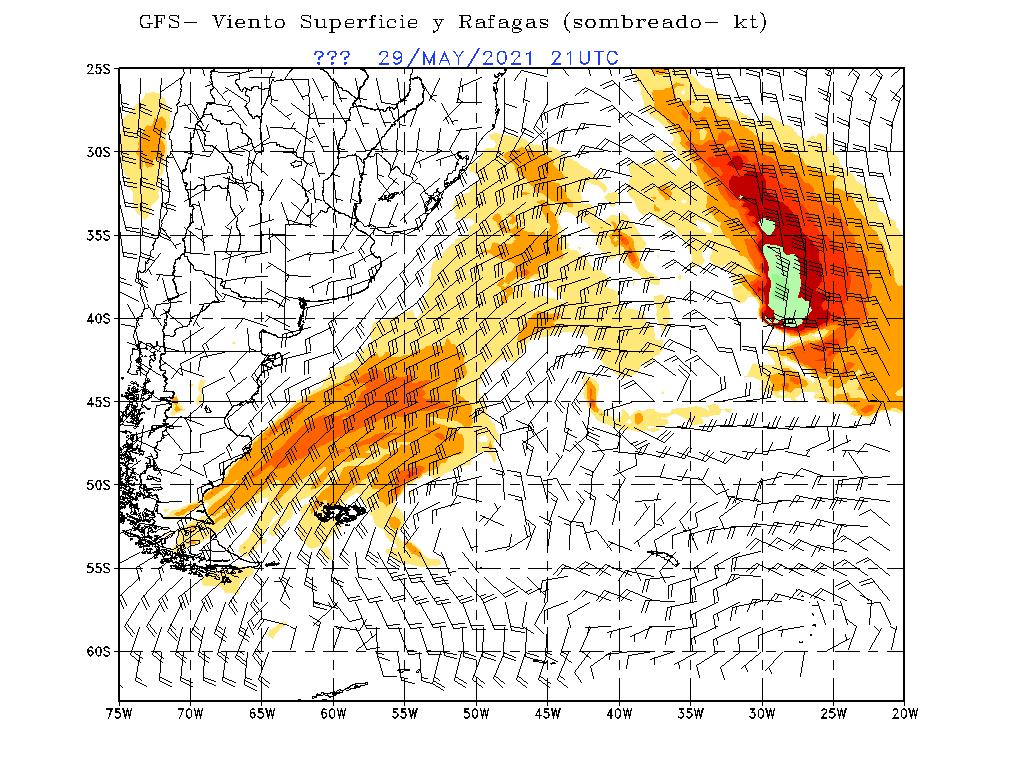 GFS- Viento Superficie y Rafagas (sombreado- kt)
??? 29/MAY/2021 21UTC
25S
30S
35S
40S
45S
50S
55S
60S
75W 70W 65W 60W 55W 50W 45W 40W 35W 30W 25W 20W